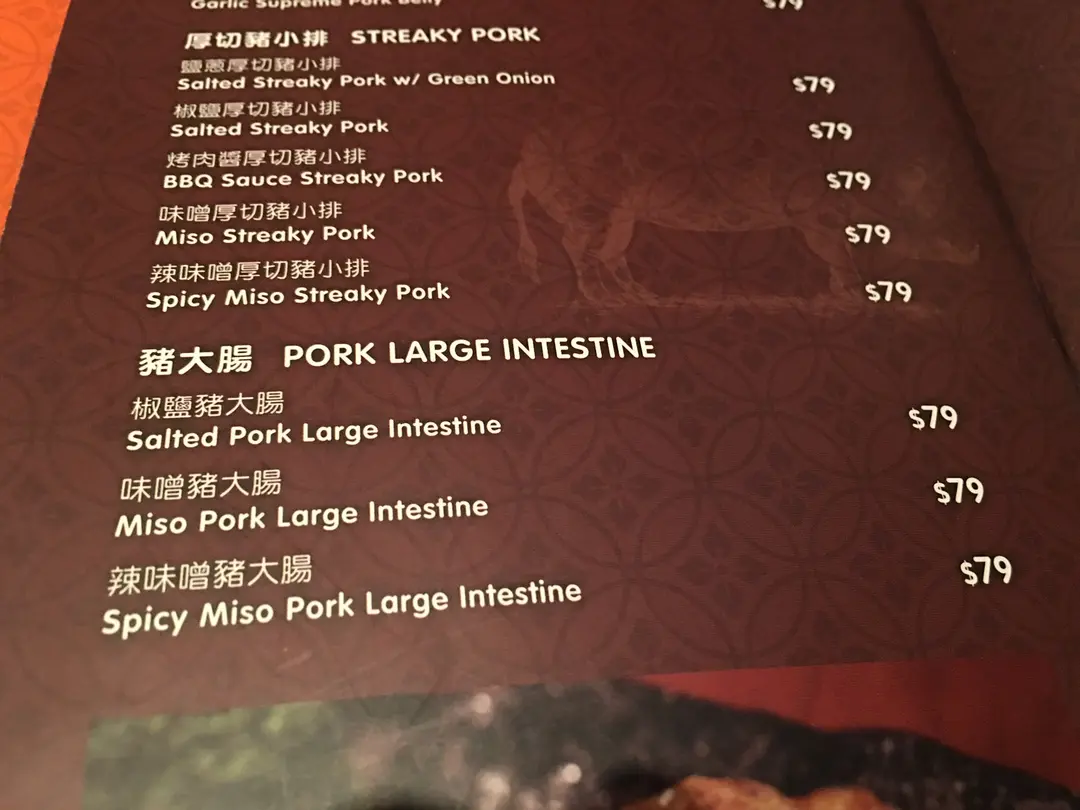 Garlic Supreme Pork Belly $79
厚切豬小排 STREAKY PORK
鹽蔥厚切豬小排
Salted Streaky Pork w/ Green Onion $79
椒鹽厚切豬小排
Salted Streaky Pork $79
烤肉醬厚切豬小排
BBQ Sauce Streaky Pork $79
味噌厚切豬小排
Miso Streaky Pork $79
辣味噌厚切豬小排
Spicy Miso Streaky Pork $79
豬大腸 PORK LARGE INTESTINE
椒鹽豬大腸
Salted Pork Large Intestine $79
味噌豬大腸
Miso Pork Large Intestine $79
辣味噌豬大腸
Spicy Miso Pork Large Intestine $79